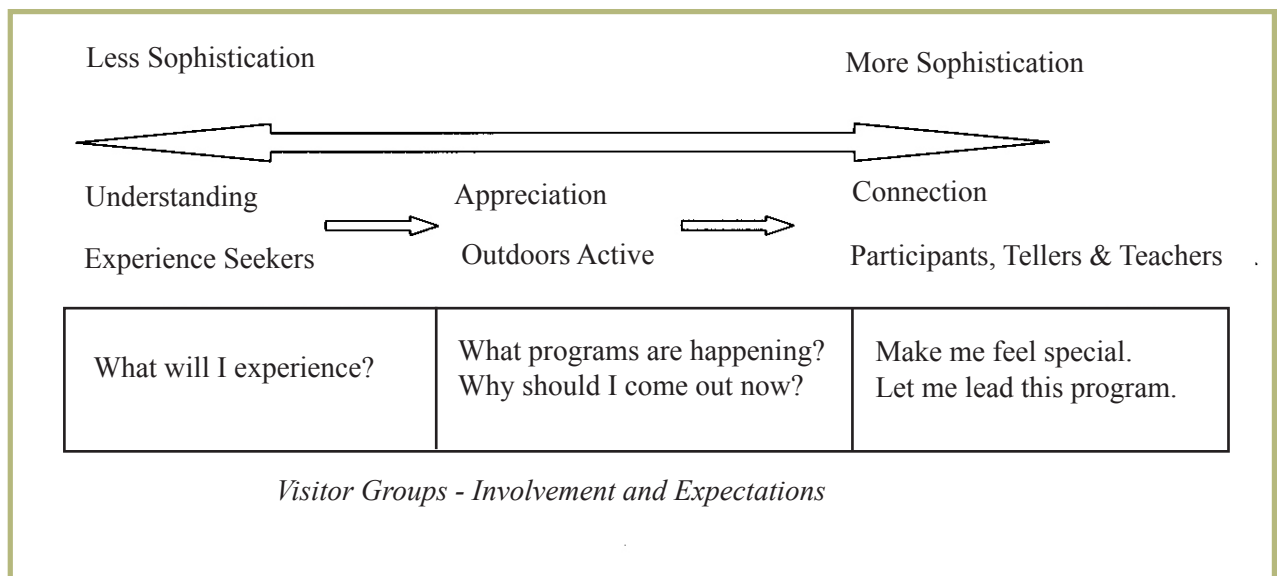 Less Sophistication
More Sophistication
Understanding
Appreciation
Connection
Experience Seekers
Outdoors Active
Participants, Tellers & Teachers
What will I experience?
What programs are happening?
Why should I come out now?
Make me feel special.
Let me lead this program.
Visitor Groups - Involvement and Expectations